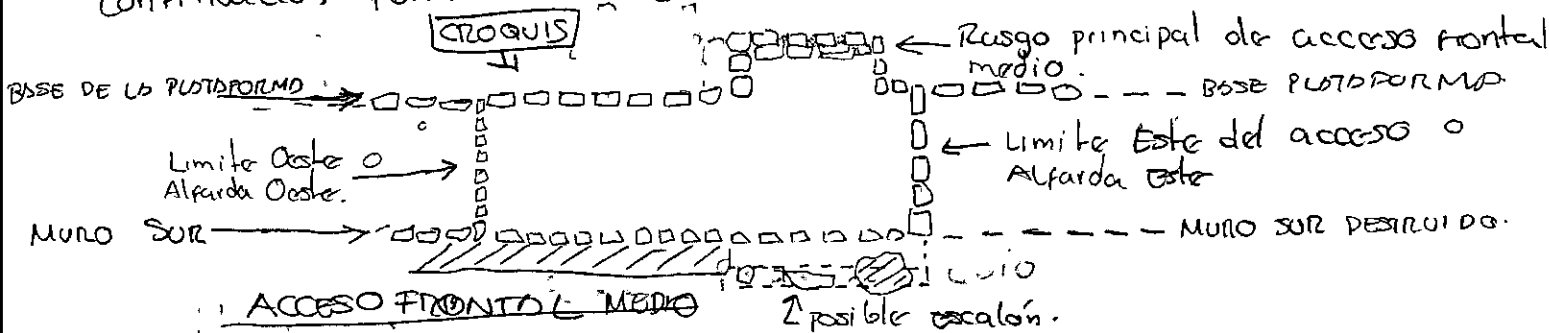 CROQUIS
Rasgo principal de acceso frontal
medio.
BASE DE LA PLATAFORMA
BASE PLATAFORMA
Limite Oeste o
Alfarda Oeste.
Limite Este del acceso o
Alfarda Este
MURO SUR
MURO SUR DESTRUIDO.
ACCESO FRONTAL MEDIO
posible escalón.